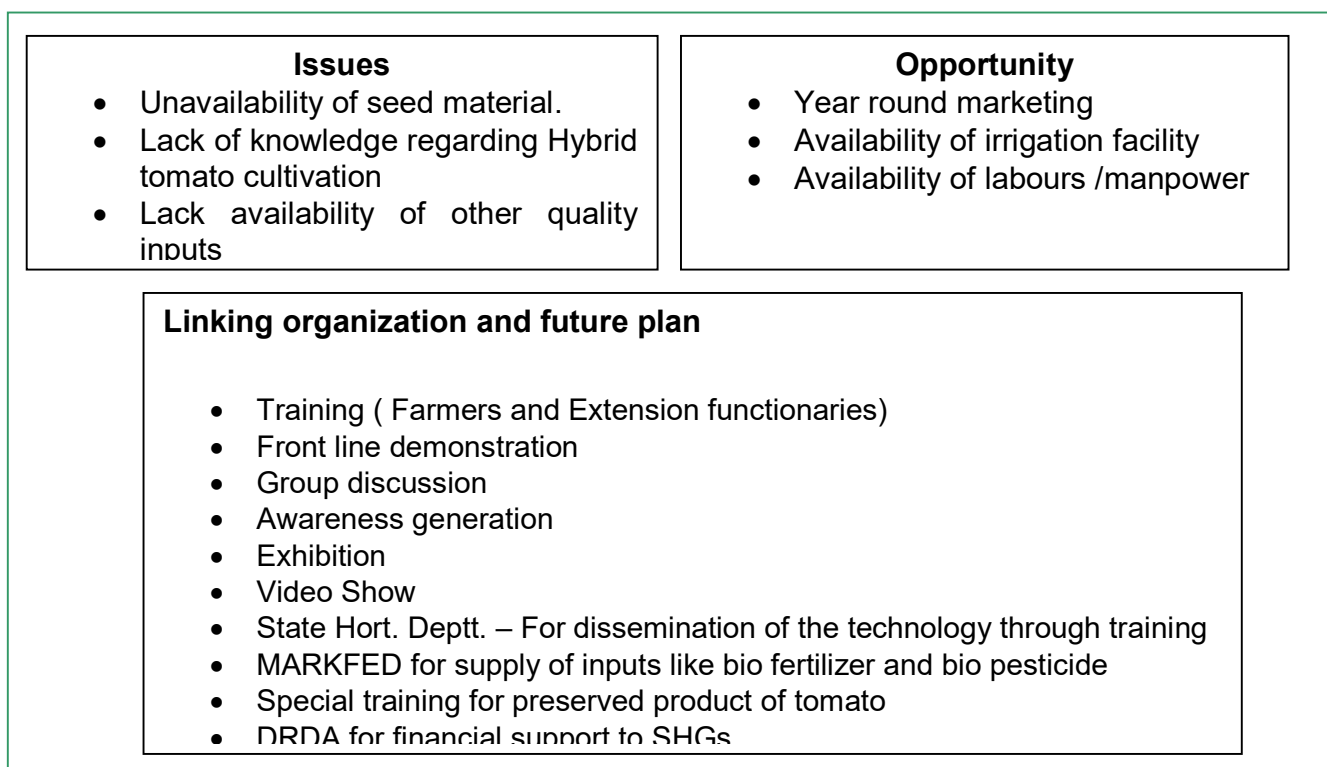 Issues
• Unavailability of seed material.
• Lack of knowledge regarding Hybrid
tomato cultivation
• Lack availability of other quality
inputs
Opportunity
• Year round marketing
• Availability of irrigation facility
• Availability of labours /manpower
Linking organization and future plan
• Training ( Farmers and Extension functionaries)
• Front line demonstration
• Group discussion
• Awareness generation
• Exhibition
• Video Show
• State Hort. Deptt. – For dissemination of the technology through training
• MARKFED for supply of inputs like bio fertilizer and bio pesticide
• Special training for preserved product of tomato
• DRDA for financial support to SHGs